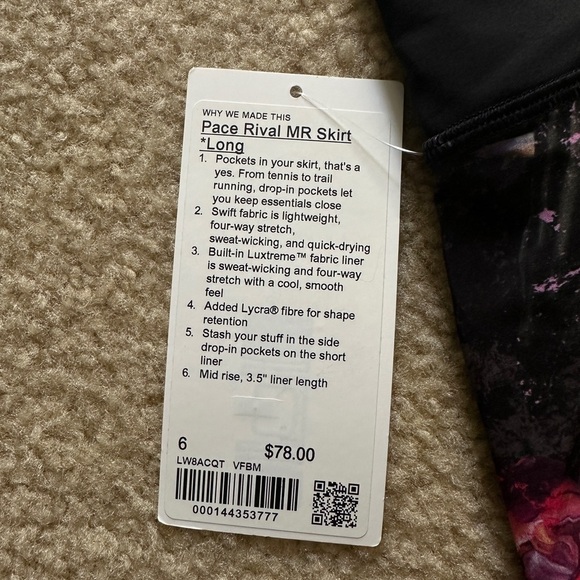 WHY WE MADE THIS
Pace Rival MR Skirt
*Long
1. Pockets in your skirt, that's a
yes. From tennis to trail
running, drop-in pockets let
you keep essentials close
2. Swift fabric is lightweight,
four-way stretch,
sweat-wicking, and quick-drying
3. Built-in Luxtreme™ fabric liner
is sweat-wicking and four-way
stretch with a cool, smooth
feel
4. Added Lycra® fibre for shape
retention
5. Stash your stuff in the side
drop-in pockets on the short
liner
6. Mid rise, 3.5" liner length
6 $78.00
LW8ACQT VFBM
000144353777